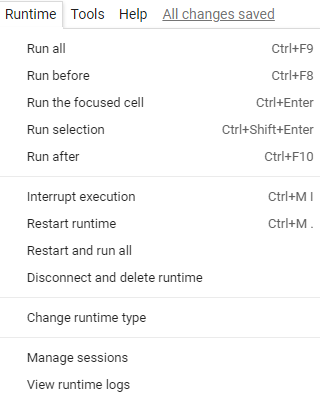 Runtime Tools Help All changes saved
Run all Ctrl+F9
Run before Ctrl+F8
Run the focused cell Ctrl+Enter
Run selection Ctrl+Shift+Enter
Run after Ctrl+F10
Interrupt execution Ctrl+M I
Restart runtime Ctrl+M .
Restart and run all
Disconnect and delete runtime
Change runtime type
Manage sessions
View runtime logs